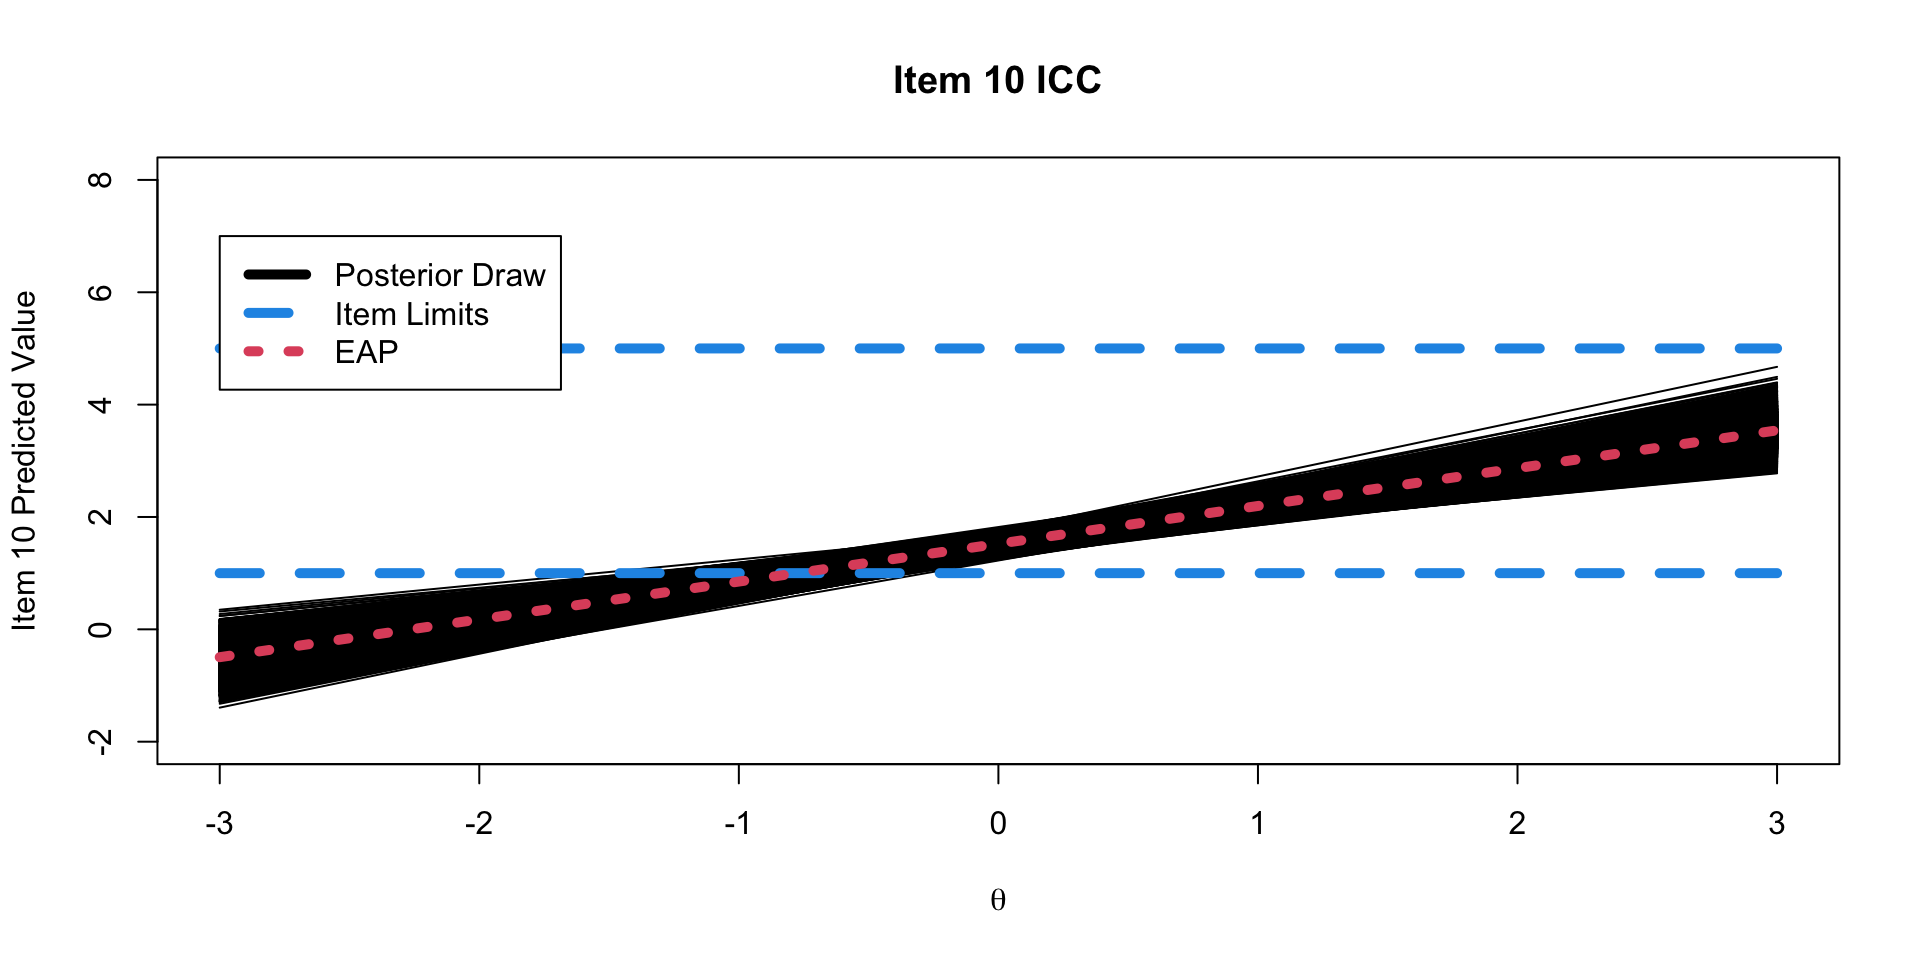 Item 10 ICC
Item 10 Predicted Value
8
6
4
2
0
-2
Posterior Draw
Item Limits
EAP
-3
-2
-1
0
1
2
3
θ